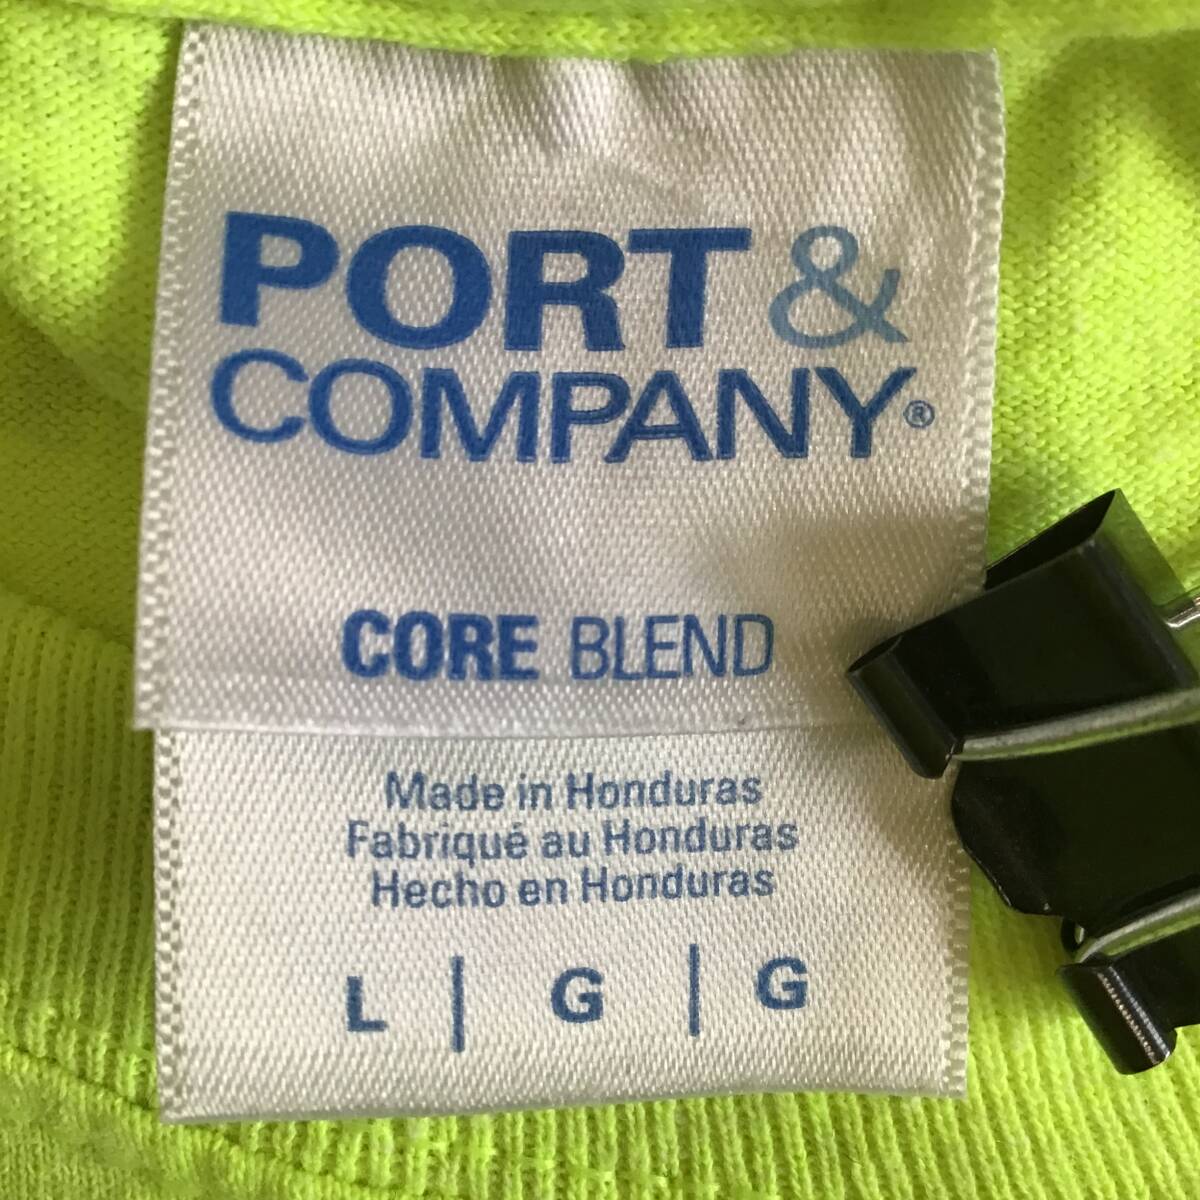 PORT &
COMPANY®
CORE BLEND
Made in Honduras
Fabriqué au Honduras
Hecho en Honduras
L | G | G